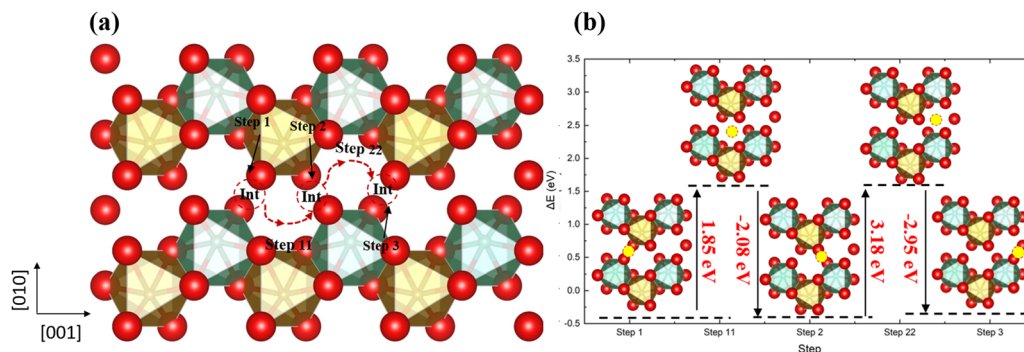 (a)
Step 1
Step 2
Step 22
Int
Int
Int
Step 11
Step 3
[010]
[001]
(b)
ΔE (eV)
3.5
3.0
2.5
2.0
1.5
1.0
0.5
0.0
-0.5
1.85 eV
-2.08 eV
3.18 eV
-2.95 eV
Step 1
Step 11
Step 2
Step 22
Step 3
Step